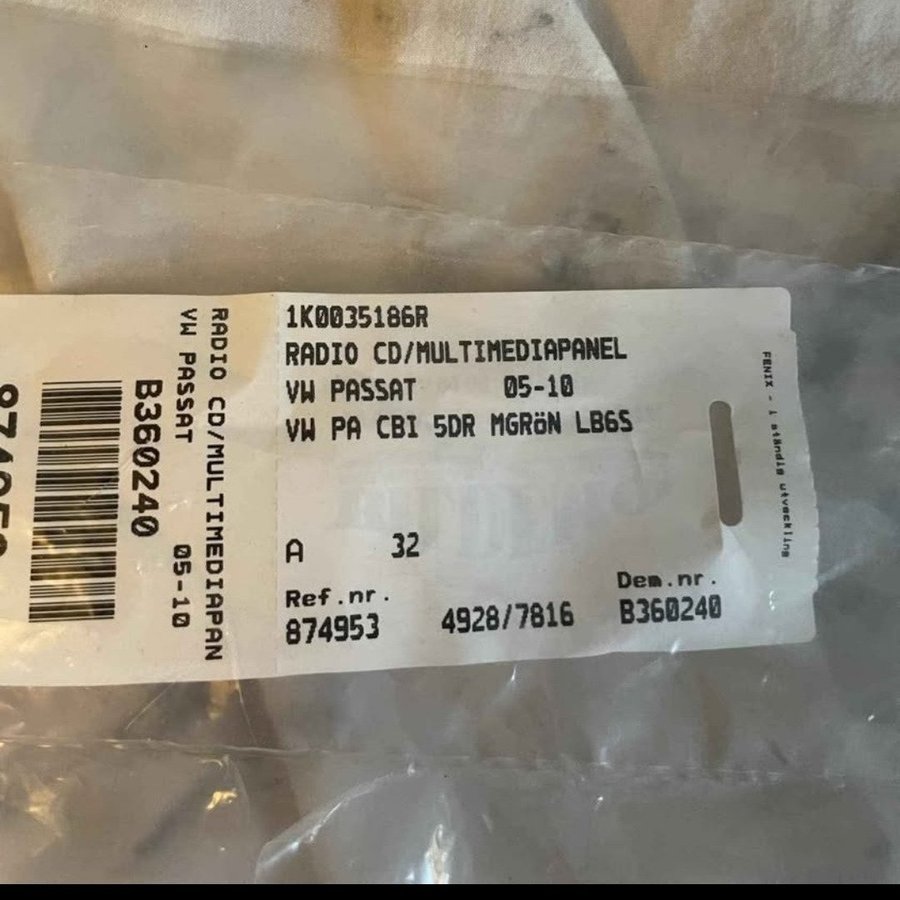 1K0035186R
RADIO CD/MULTIMEDIAPANEL
VW PASSAT 05-10
VW PA CBI 5DR MGRöN LB6S
A 32
Ref.nr.
874953
4928/7816
Dem.nr.
B360240
FENIX - i ständig utveckling
RADIO CD/MULTIMEDIAPAN
VW PASSAT 05-10
B360240